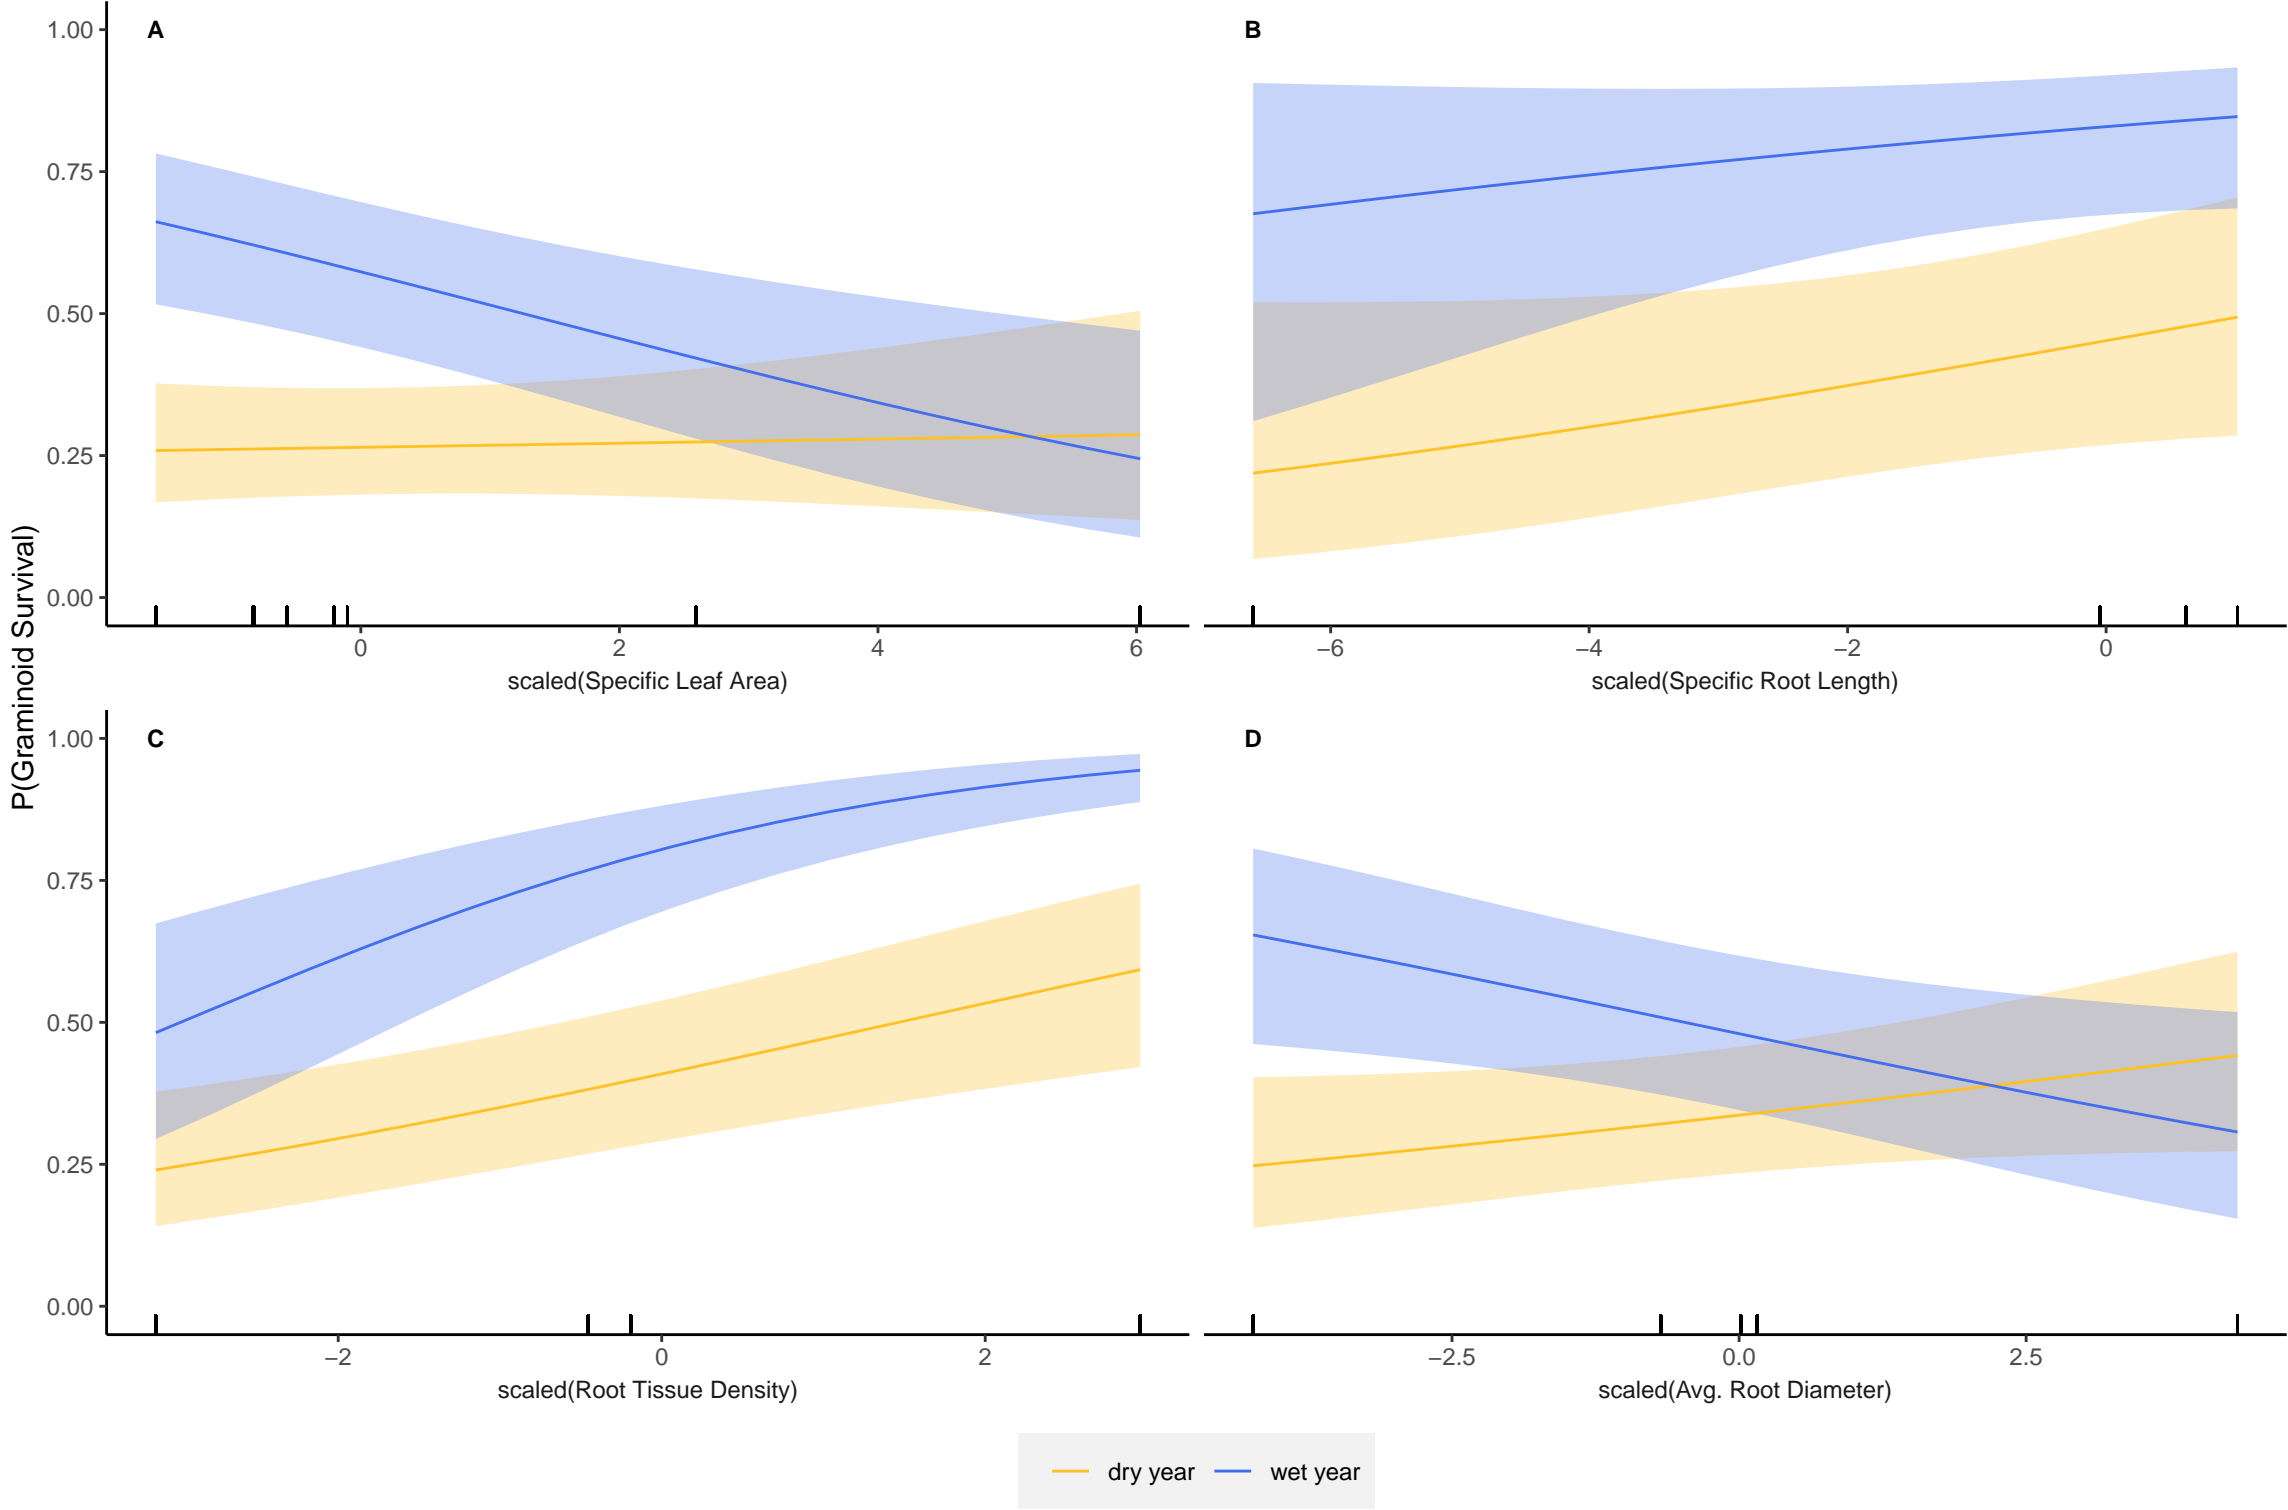 P(Graminoid Survival)
A
1.00
0.75
0.50
0.25
0.00
0 2 4 6
scaled(Specific Leaf Area)
B
−6 −4 −2 0
scaled(Specific Root Length)
C
1.00
0.75
0.50
0.25
0.00
−2 0 2
scaled(Root Tissue Density)
D
−2.5 0.0 2.5
scaled(Avg. Root Diameter)
dry year wet year